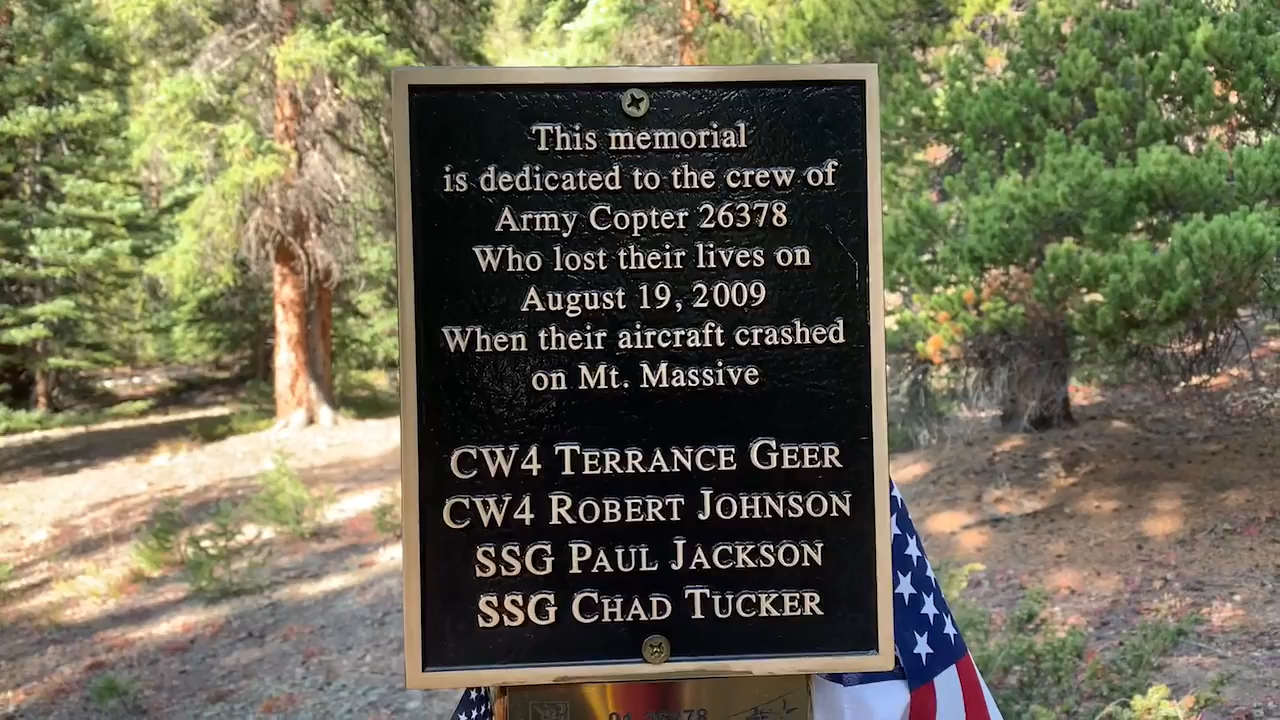 This memorial
is dedicated to the crew of
Army Copter 26378
Who lost their lives on
August 19, 2009
When their aircraft crashed
on Mt. Massive
CW4 TERRANCE GEER
CW4 ROBERT JOHNSON
SSG PAUL JACKSON
SSG CHAD TUCKER